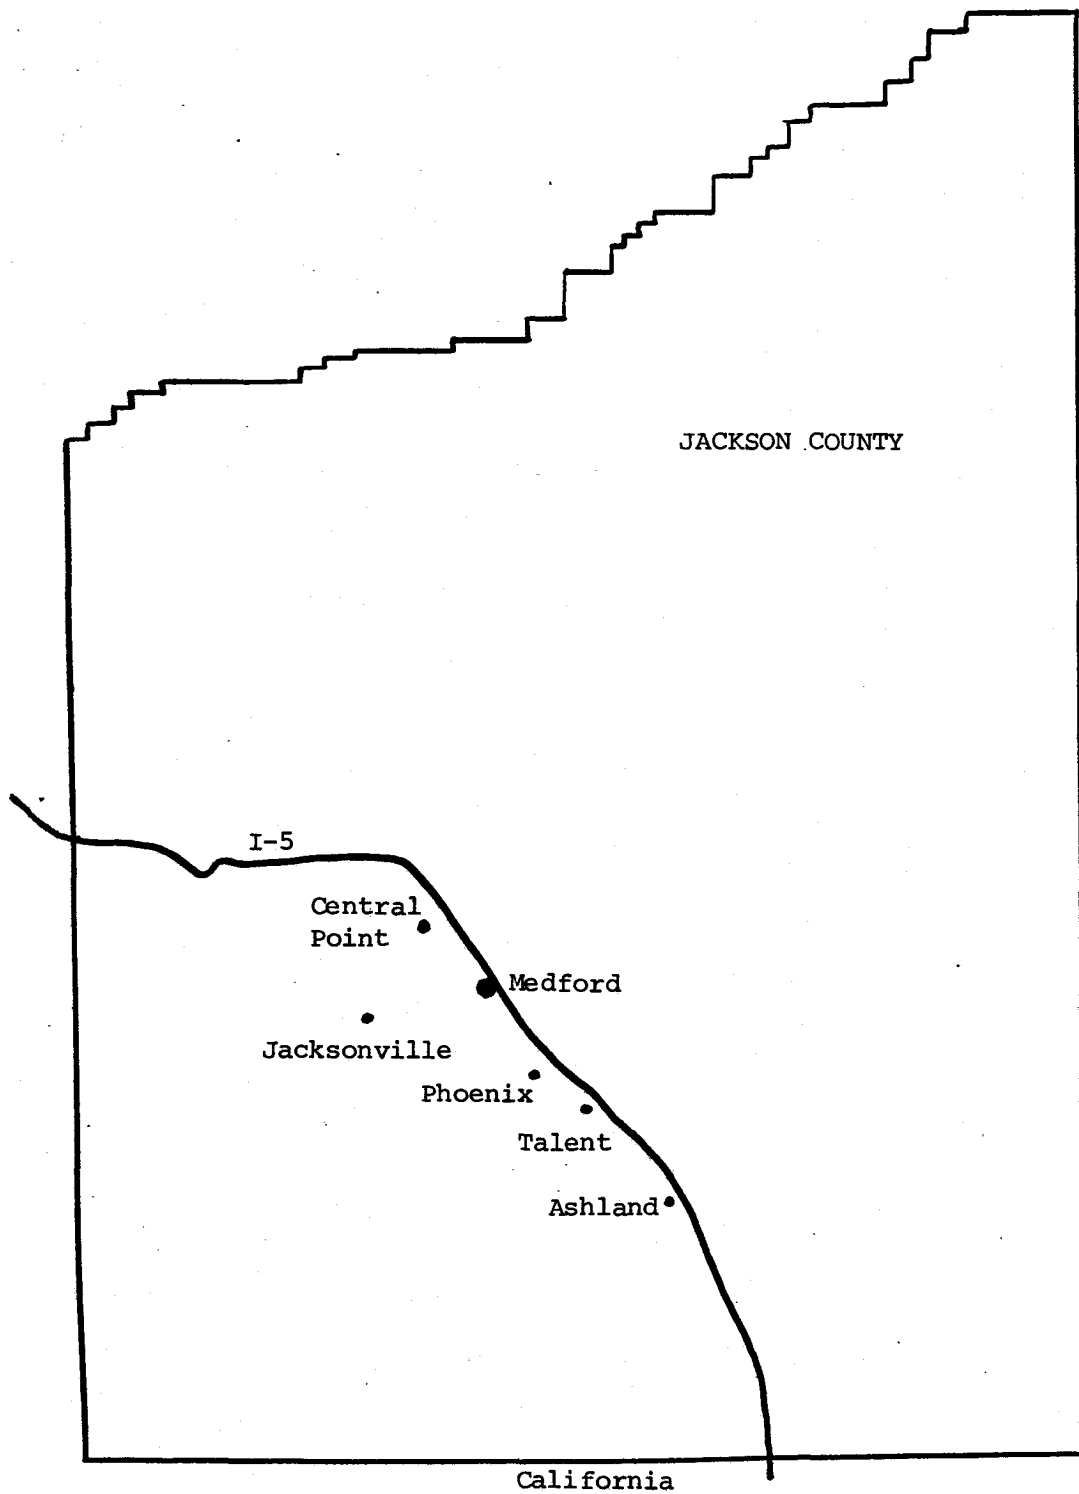 JACKSON COUNTY
I-5
Central
Point
Medford
Jacksonville
Phoenix
Talent
Ashland
California